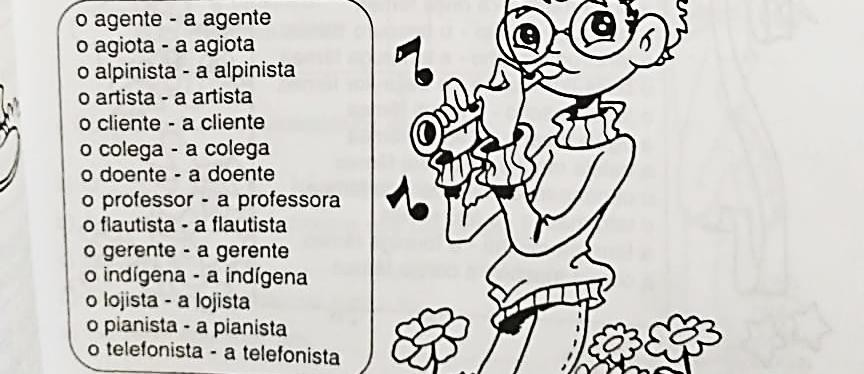 o agente - a agente
o agiota - a agiota
o alpinista - a alpinista
o artista - a artista
o cliente - a cliente
o colega - a colega
o doente - a doente
o professor - a professora
o flautista - a flautista
o gerente - a gerente
o indígena - a indígena
o lojista - a lojista
o pianista - a pianista
o telefonista - a telefonista